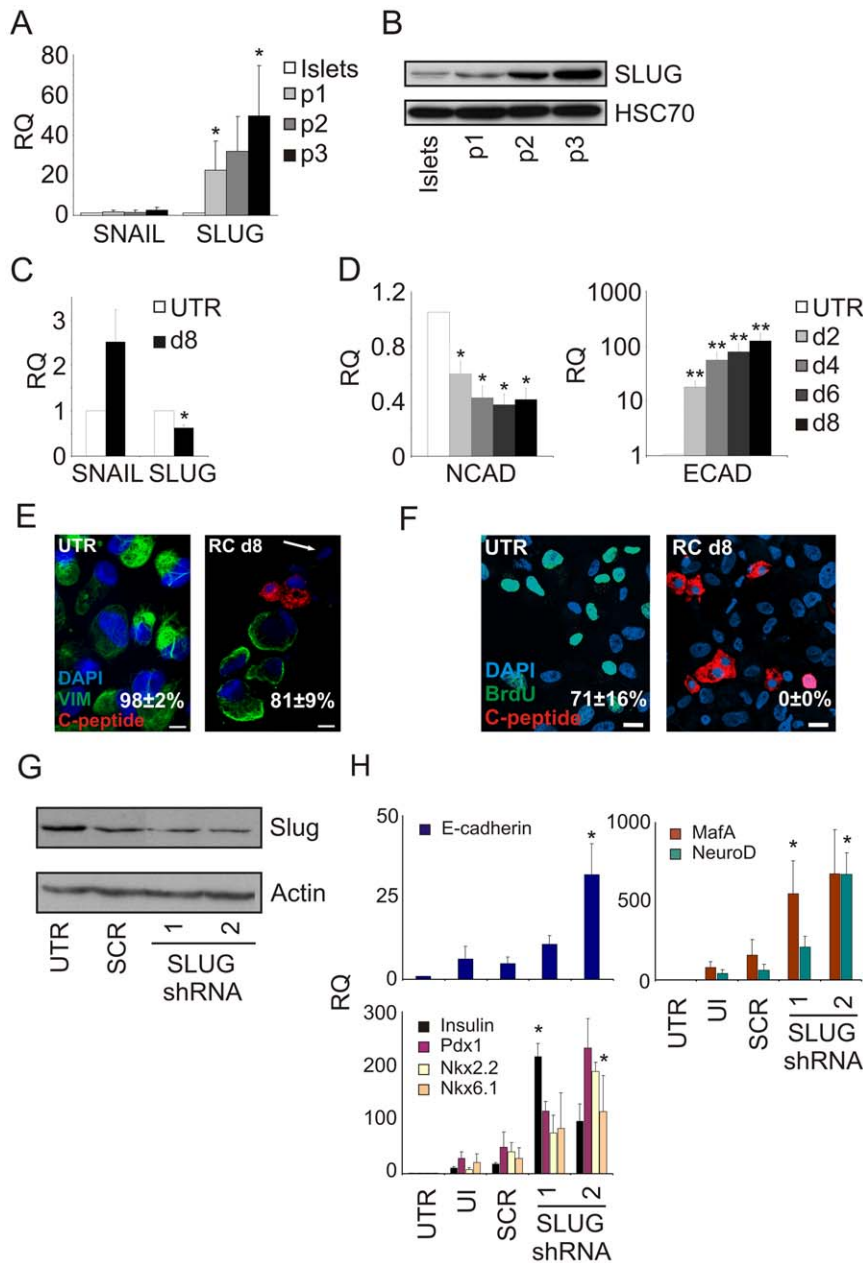 A
80
60
40
20
0
RQ
*
*
SNAIL SLUG
Islets
p1
p2
p3
B
SLUG
HSC70
Islets
p1
p2
p3
C
3
2
1
0
RQ
*
SNAIL SLUG
UTR
d8
D
1.2
0.8
0.4
0
RQ
* * * *
NCAD
1000
100
10
1
RQ
** ** ** **
ECAD
UTR
d2
d4
d6
d8
E
UTR
DAPI
VIM
C-peptide
98±2%
RC d8
81±9%
F
UTR
DAPI
BrdU
C-peptide
71±16%
RC d8
0±0%
G
Slug
Actin
UTR
SCR
1
2
SLUG
shRNA
H
50
25
0
E-cadherin
*
1000
500
0
MafA
NeuroD
* *
UTR
UI
SCR
1
2
SLUG
shRNA
RQ
300
200
100
0
Insulin
Pdx1
Nkx2.2
Nkx6.1
* *
UTR
UI
SCR
1
2
SLUG
shRNA